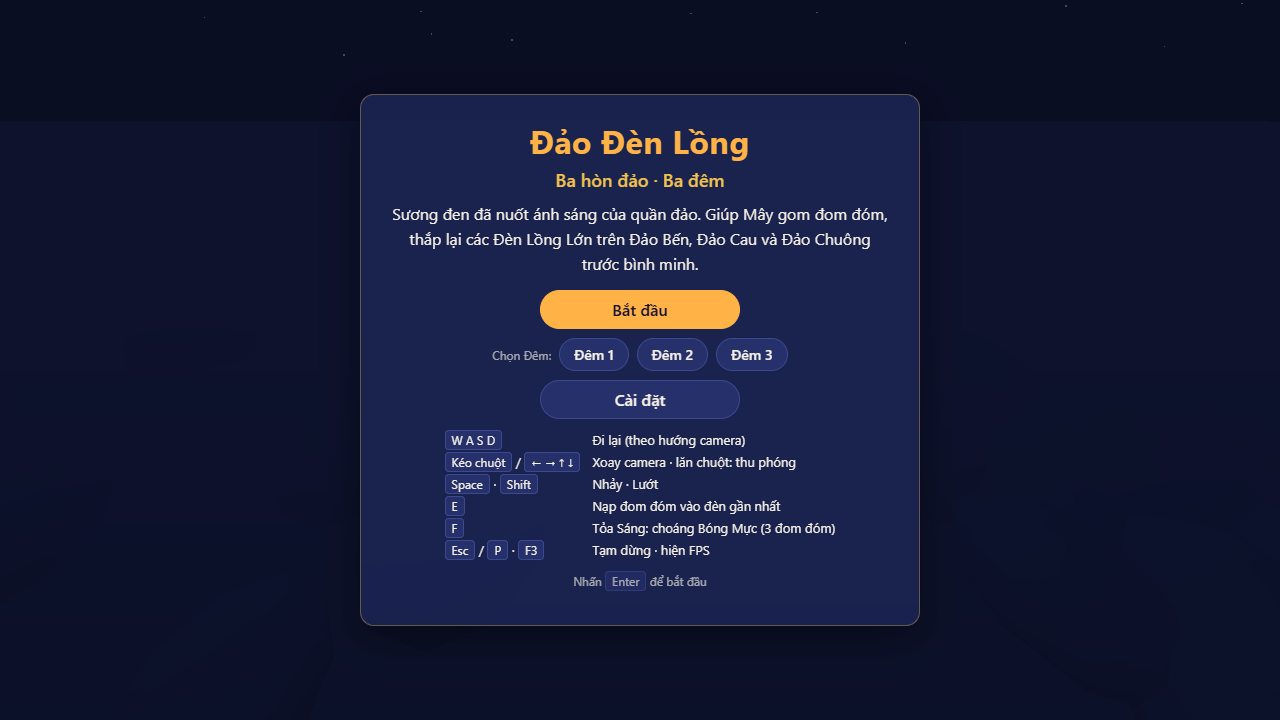 Đảo Đèn Lồng
Ba hòn đảo · Ba đêm
Sương đen đã nuốt ánh sáng của quần đảo. Giúp Mây gom đom đóm,
thắp lại các Đèn Lồng Lớn trên Đảo Bến, Đảo Cau và Đảo Chuông
trước bình minh.
Bắt đầu
Chọn Đêm: Đêm 1 Đêm 2 Đêm 3
Cài đặt
W A S D Đi lại (theo hướng camera)
Kéo chuột / ← → ↑ ↓ Xoay camera · lăn chuột: thu phóng
Space · Shift Nhảy · Lướt
E Nạp đom đóm vào đèn gần nhất
F Tỏa Sáng: choáng Bóng Mực (3 đom đóm)
Esc / P · F3 Tạm dừng · hiện FPS
Nhấn Enter để bắt đầu